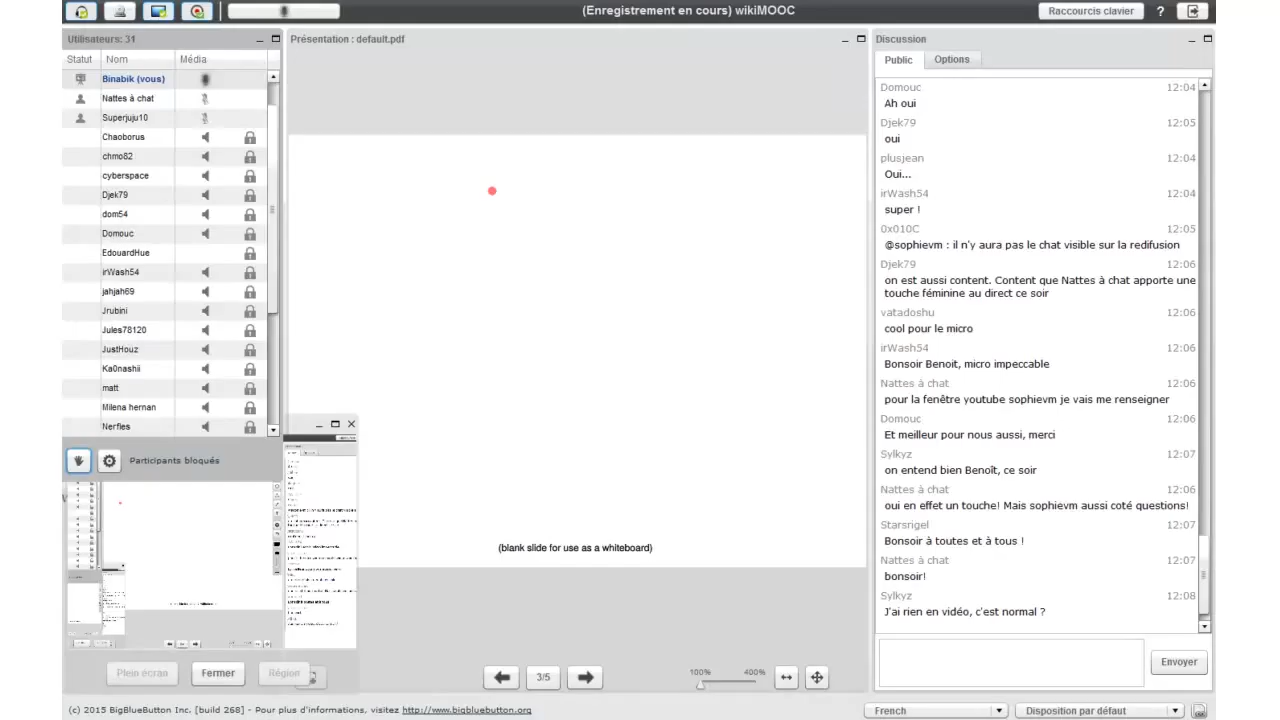 (Enregistrement en cours) wikiMOOC
Raccourcis clavier
?
Utilisateurs: 31
Statut Nom Média
Binabik (vous)
Nattes à chat
Superjuju10
Chaoborus
chmo82
cyberspace
Djek79
dom54
Domouc
EdouardHue
irWash54
jahjah69
Jrubini
Jules78120
JustHouz
Ka0nashii
matt
Milena hernan
Nerfies
Participants bloqués
Plein écran
Fermer
Région
Présentation : default.pdf
(blank slide for use as a whiteboard)
3/5
100% 400%
Discussion
Public Options
Domouc 12:04
Ah oui
Djek79 12:05
oui
plusjean 12:04
Oui...
irWash54 12:04
super !
0x010C 12:05
@sophievm : il n'y aura pas le chat visible sur la redifusion
Djek79 12:06
on est aussi content. Content que Nattes à chat apporte une
touche féminine au direct ce soir
vatadoshu 12:06
cool pour le micro
irWash54 12:06
Bonsoir Benoit, micro impeccable
Nattes à chat 12:06
pour la fenêtre youtube sophievm je vais me renseigner
Domouc 12:06
Et meilleur pour nous aussi, merci
Sylkyz 12:07
on entend bien Benoît, ce soir
Nattes à chat 12:06
oui en effet un touche! Mais sophievm aussi coté questions!
Starsrigel 12:07
Bonsoir à toutes et à tous !
Nattes à chat 12:07
bonsoir!
Sylkyz 12:08
J'ai rien en vidéo, c'est normal ?
Envoyer
(c) 2015 BigBlueButton Inc. [build 268] - Pour plus d'informations, visitez http://www.bigbluebutton.org
French
Disposition par défaut